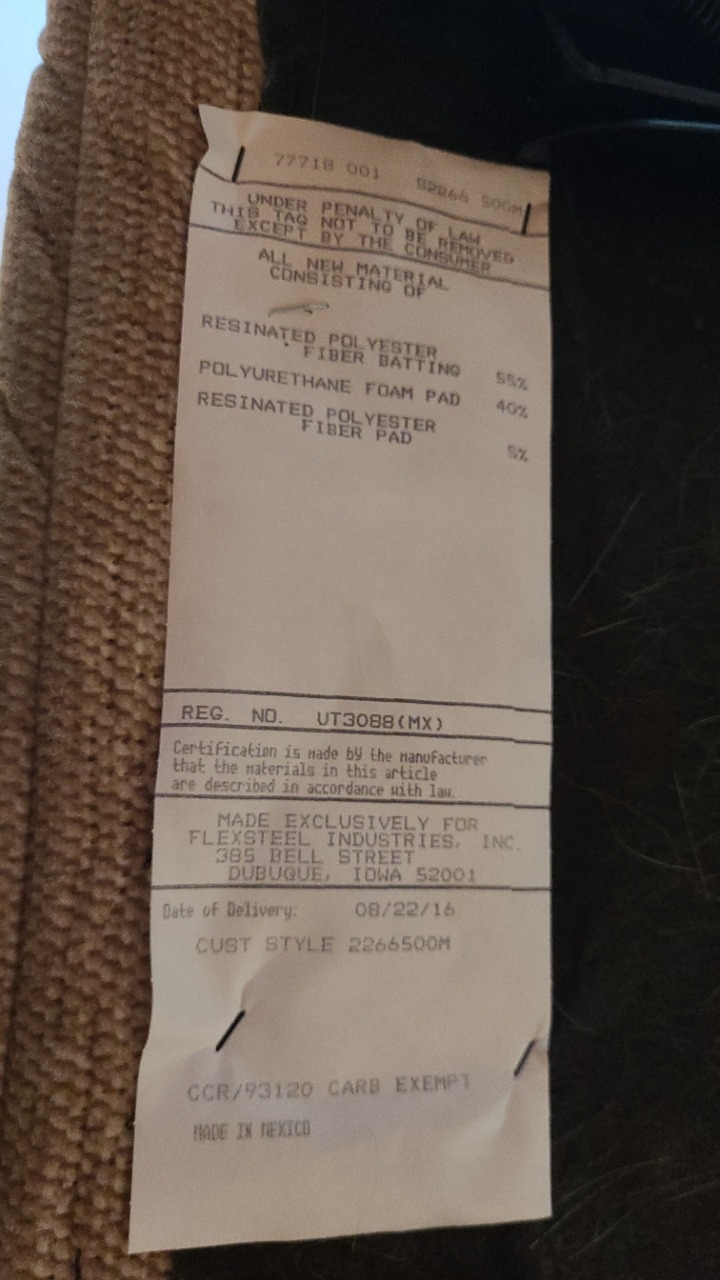 77718 001 S2266 500M
UNDER PENALTY OF LAW
THIS TAG NOT TO BE REMOVED
EXCEPT BY THE CONSUMER
ALL NEW MATERIAL
CONSISTING OF
RESINATED POLYESTER
FIBER BATTING 55%
POLYURETHANE FOAM PAD 40%
RESINATED POLYESTER
FIBER PAD 5%
REG. NO. UT3088(MX)
Certification is made by the manufacturer
that the materials in this article
are described in accordance with law.
MADE EXCLUSIVELY FOR
FLEXSTEEL INDUSTRIES, INC.
385 BELL STREET
DUBUQUE, IOWA 52001
Date of Delivery: 08/22/16
CUST STYLE 2266500M
CCR/93120 CARB EXEMPT
MADE IN MEXICO